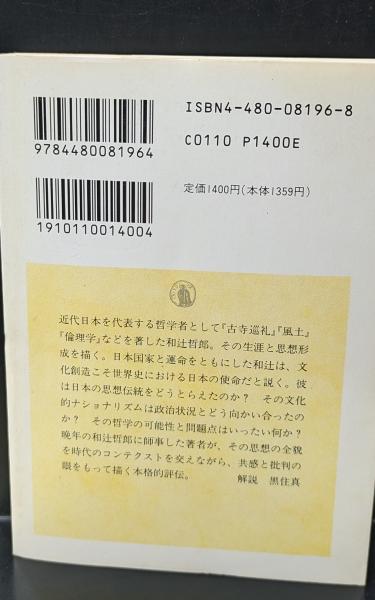 ISBN4-480-08196-8
C0110 P1400E
9784480081964
定価1400円(本体1359円)
1910110014004
近代日本を代表する哲学者として『古寺巡礼』『風土』
『倫理学』などを著した和辻哲郎。その生涯と思想形
成を描く。日本国家と運命をともにした和辻は、文
化創造こそ世界史における日本の使命だと説く。彼
は日本の思想伝統をどうとらえたのか?　その文化
的ナショナリズムは政治状況とどう向かい合ったの
か?　その哲学の可能性と問題点はいったい何か?
晩年の和辻哲郎に師事した著者が、その思想の全貌
を時代のコンテクストを交えながら、共感と批判の
眼をもって描く本格的評伝。　　解説　黒住真